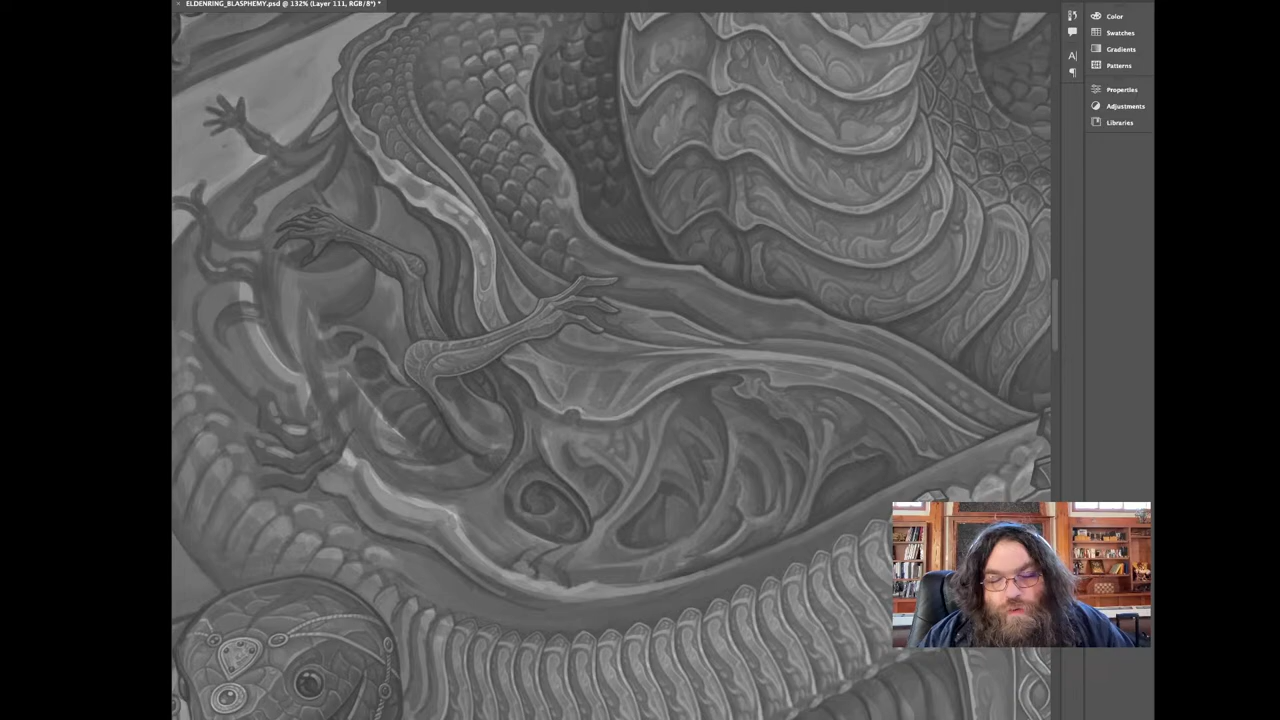 × ELDENRING_BLASPHEMY.psd @ 132% (Layer 111, RGB/8*) *
Color
Swatches
A| Gradients
¶ Patterns
Properties
Adjustments
Libraries